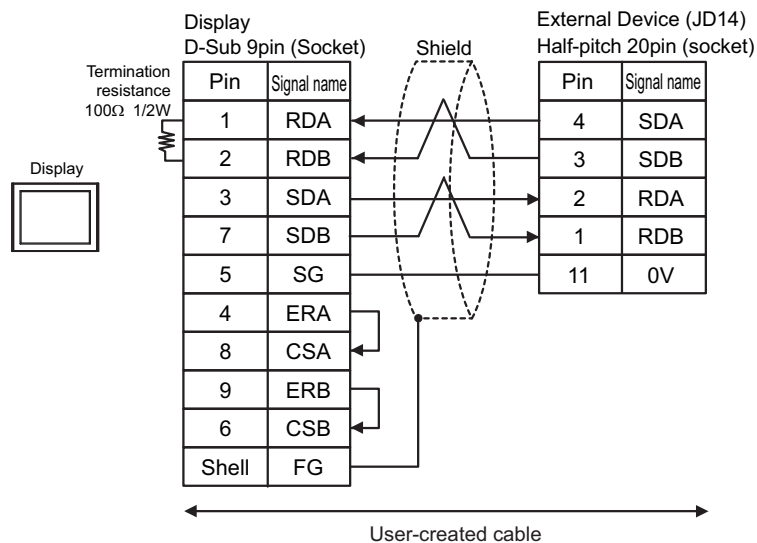 Display
D-Sub 9pin (Socket)
Shield
External Device (JD14)
Half-pitch 20pin (socket)
Termination
resistance
100Ω 1/2W
Display
Pin Signal name
1 RDA
2 RDB
3 SDA
7 SDB
5 SG
4 ERA
8 CSA
9 ERB
6 CSB
Shell FG
Pin Signal name
4 SDA
3 SDB
2 RDA
1 RDB
11 0V
User-created cable